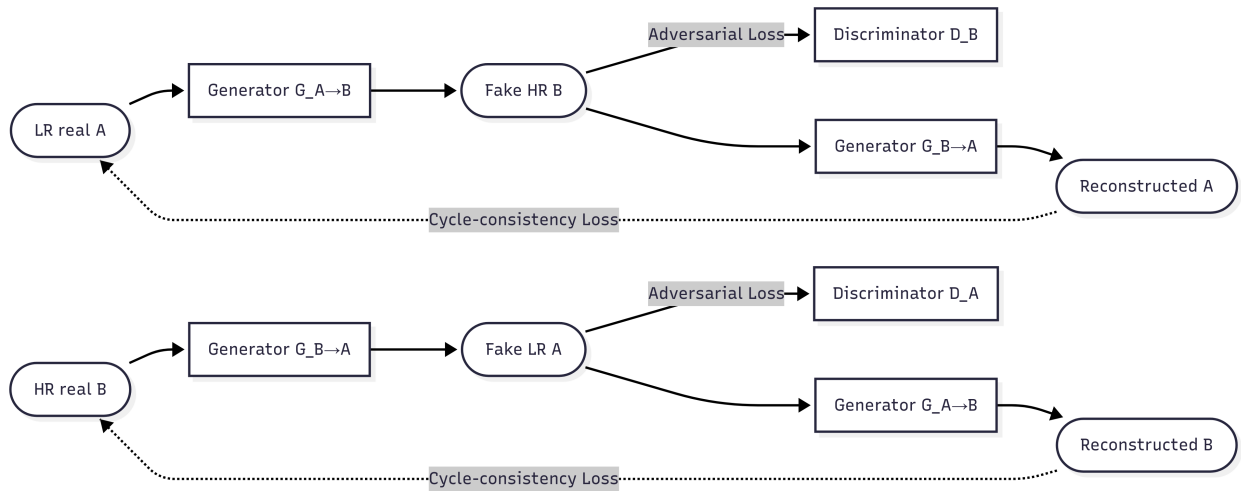 Adversarial Loss
Discriminator D_B
LR real A
Generator G_A→B
Fake HR B
Generator G_B→A
Reconstructed A
Cycle-consistency Loss
Adversarial Loss
Discriminator D_A
HR real B
Generator G_B→A
Fake LR A
Generator G_A→B
Reconstructed B
Cycle-consistency Loss